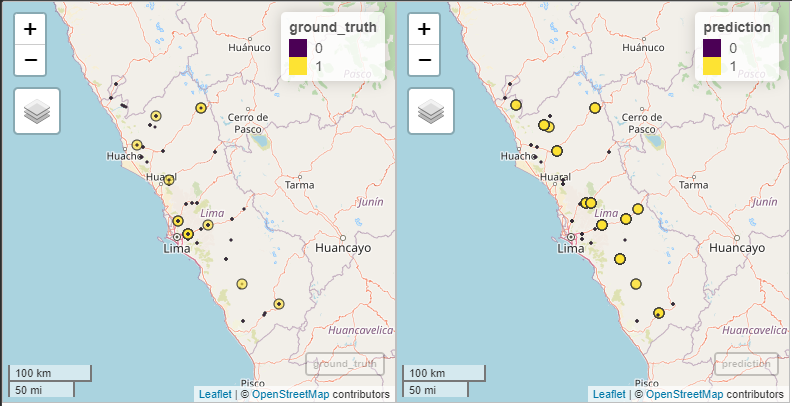 +
−
ground_truth
0
1
Huánuco
Pasco
Cerro de
Pasco
Huacho
Huaral
Tarma
Junín
Lima
Lima
Huancayo
Huancavelica
ground_truth
Pisco
100 km
50 mi
Leaflet | © OpenStreetMap contributors
+
−
prediction
0
1
Huánuco
Pasco
Cerro de
Pasco
Huacho
Huaral
Tarma
Junín
Lima
Lima
Huancayo
Huancavelica
prediction
Pisco
100 km
50 mi
Leaflet | © OpenStreetMap contributors